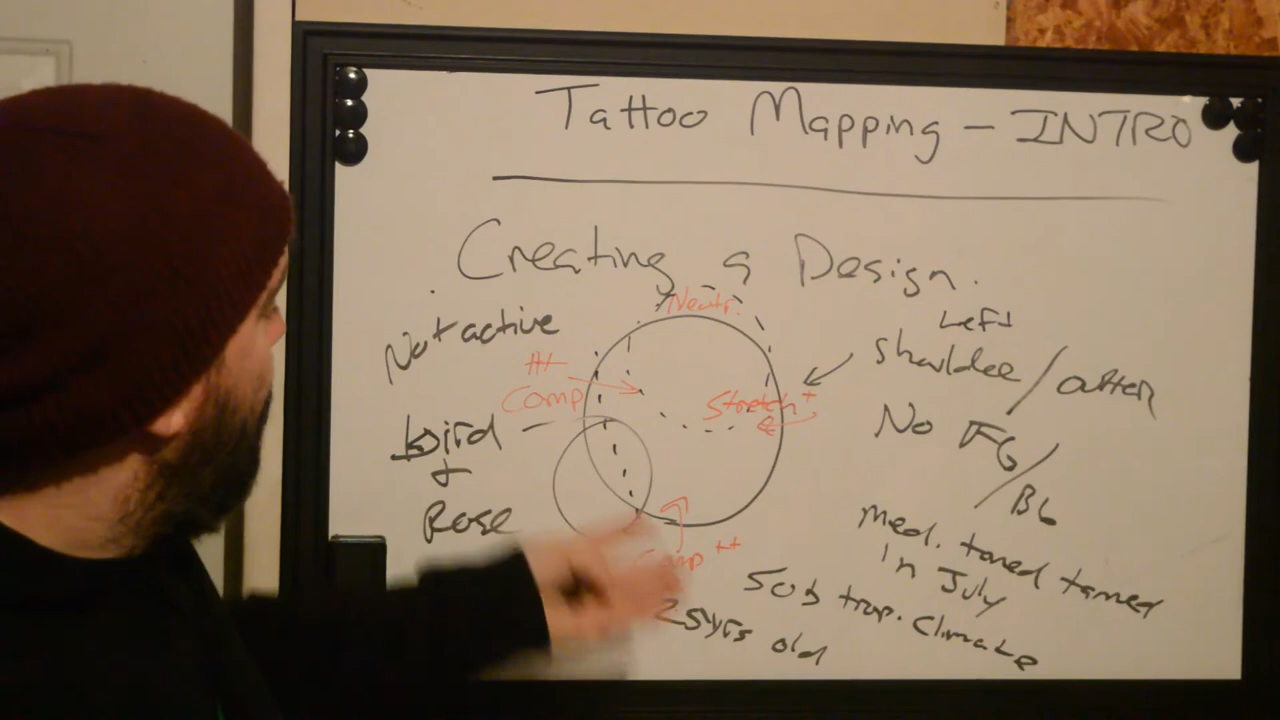 Tattoo Mapping - INTRO
Creating a Design.
Neutr.
Not active
Left
shoulder / outter
++
Comp
Stretch+
bird
+
Rose
No FG/
BG
Comp ++
med. toned tanned
in July
Sub trop. Climate
25yrs old